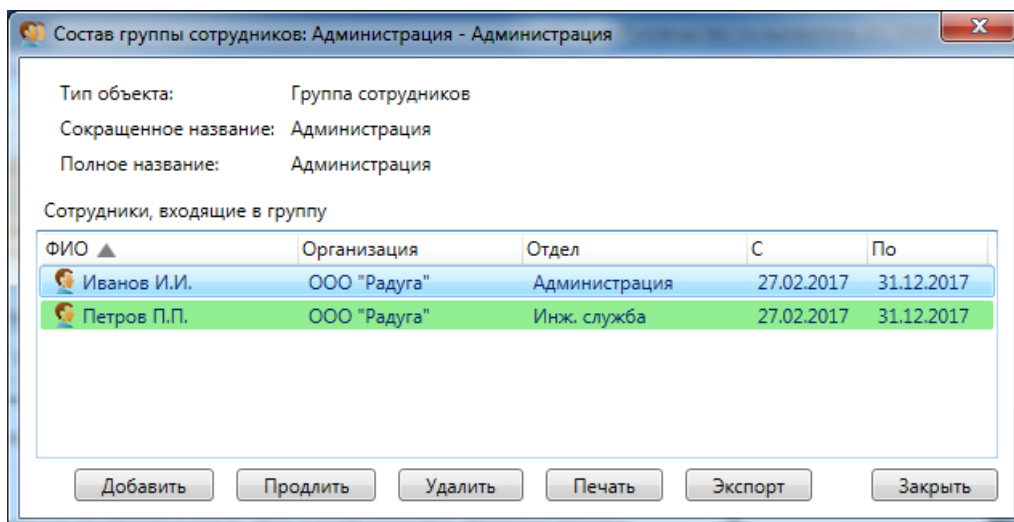 Состав группы сотрудников: Администрация - Администрация
Тип объекта: Группа сотрудников
Сокращенное название: Администрация
Полное название: Администрация
Сотрудники, входящие в группу
ФИО Организация Отдел С По
Иванов И.И. ООО "Радуга" Администрация 27.02.2017 31.12.2017
Петров П.П. ООО "Радуга" Инж. служба 27.02.2017 31.12.2017
Добавить Продлить Удалить Печать Экспорт Закрыть